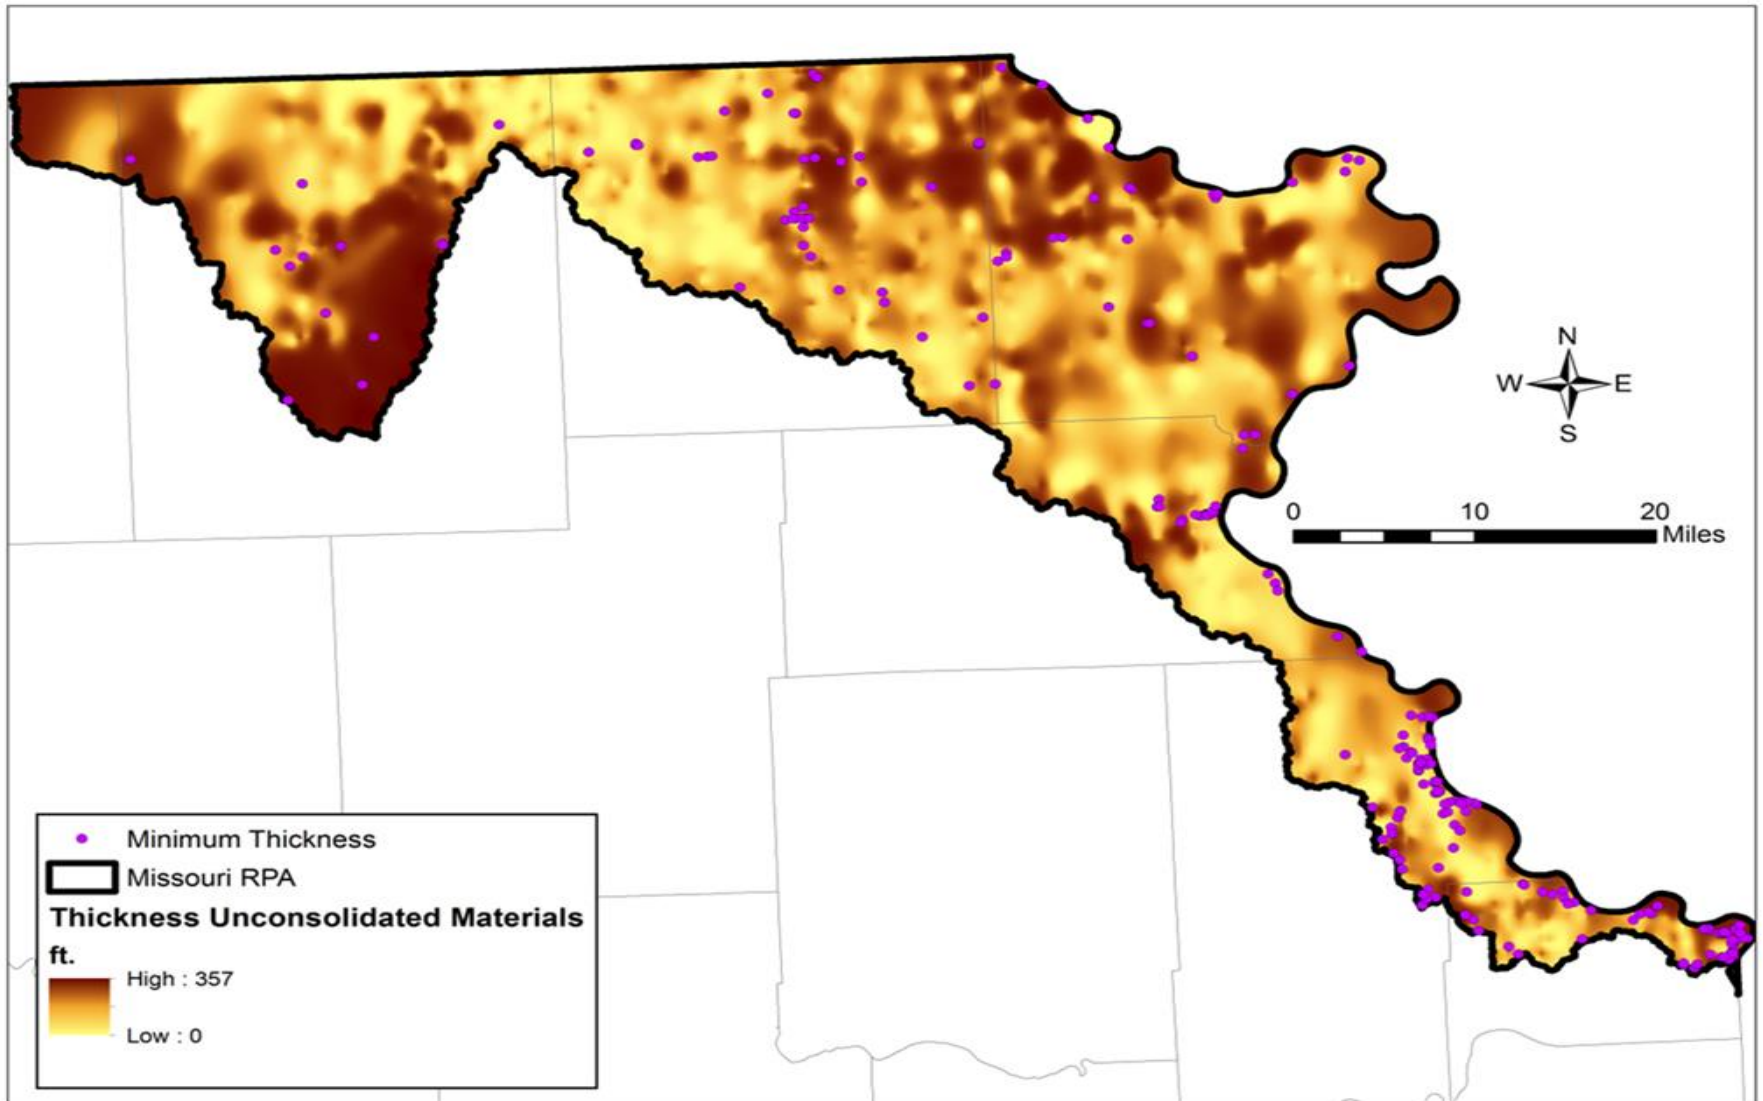 N
W E
S
0 10 20
Miles
Minimum Thickness
Missouri RPA
Thickness Unconsolidated Materials
ft.
High : 357
Low : 0